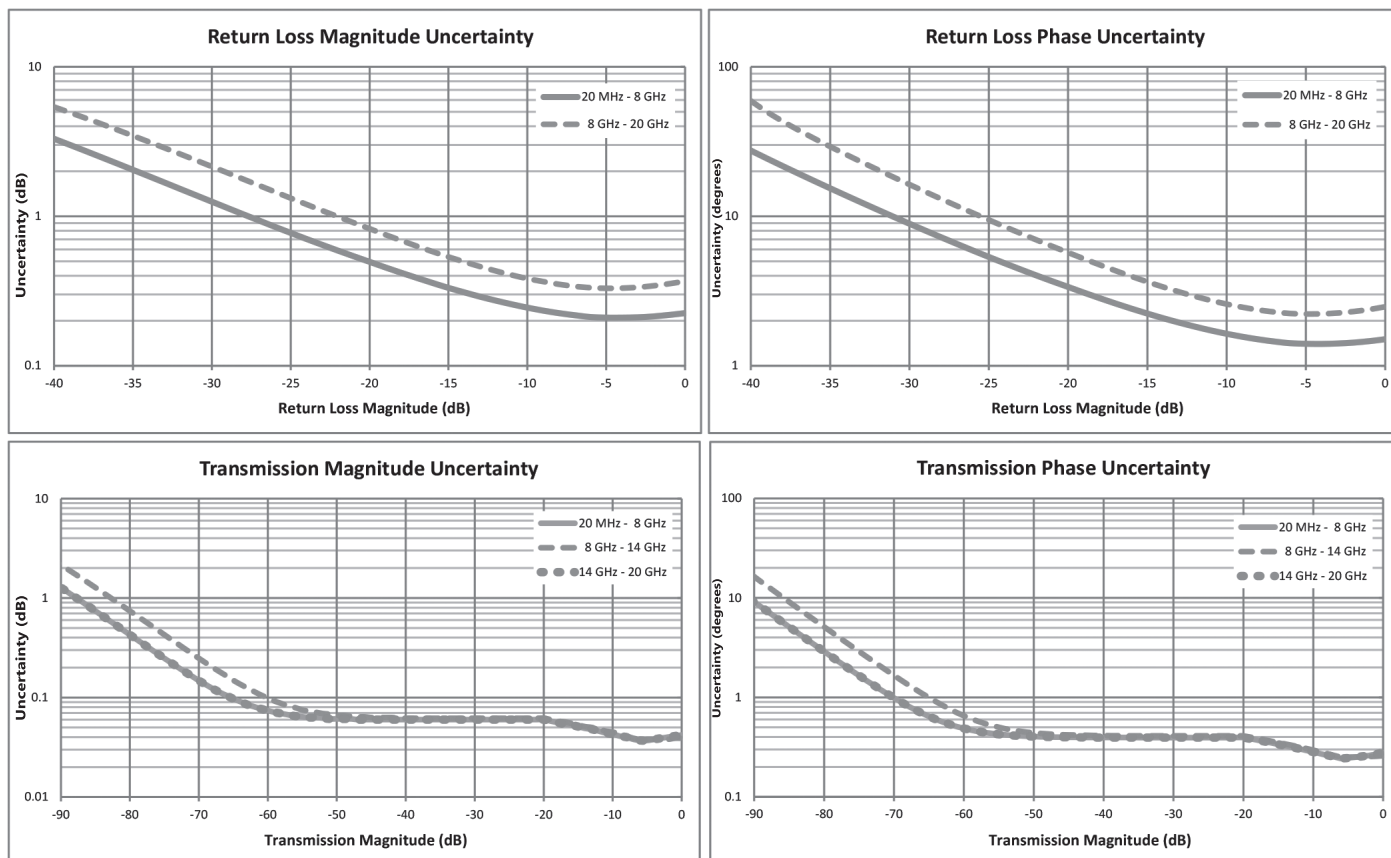 Return Loss Magnitude Uncertainty
10
1
0.1
Uncertainty (dB)
20 MHz - 8 GHz
8 GHz - 20 GHz
-40 -35 -30 -25 -20 -15 -10 -5 0
Return Loss Magnitude (dB)
Return Loss Phase Uncertainty
100
10
1
Uncertainty (degrees)
20 MHz - 8 GHz
8 GHz - 20 GHz
-40 -35 -30 -25 -20 -15 -10 -5 0
Return Loss Magnitude (dB)
Transmission Magnitude Uncertainty
10
1
0.1
0.01
Uncertainty (dB)
20 MHz - 8 GHz
8 GHz - 14 GHz
14 GHz - 20 GHz
-90 -80 -70 -60 -50 -40 -30 -20 -10 0
Transmission Magnitude (dB)
Transmission Phase Uncertainty
100
10
1
0.1
Uncertainty (degrees)
20 MHz - 8 GHz
8 GHz - 14 GHz
14 GHz - 20 GHz
-90 -80 -70 -60 -50 -40 -30 -20 -10 0
Transmission Magnitude (dB)